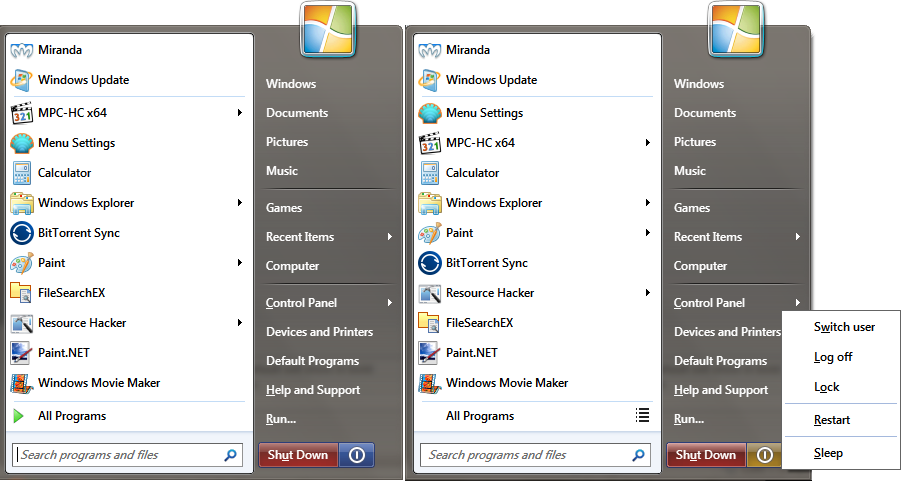 Miranda
Windows Update
MPC-HC x64
Menu Settings
Calculator
Windows Explorer
BitTorrent Sync
Paint
FileSearchEX
Resource Hacker
Paint.NET
Windows Movie Maker
All Programs
Search programs and files
Windows
Documents
Pictures
Music
Games
Recent Items
Computer
Control Panel
Devices and Printers
Default Programs
Help and Support
Run...
Shut Down
Miranda
Windows Update
Menu Settings
MPC-HC x64
Calculator
Windows Explorer
Paint
BitTorrent Sync
Resource Hacker
FileSearchEX
Paint.NET
Windows Movie Maker
All Programs
Search programs and files
Windows
Documents
Pictures
Music
Games
Recent Items
Computer
Control Panel
Devices and Printers
Default Programs
Help and Support
Run...
Shut Down
Switch user
Log off
Lock
Restart
Sleep